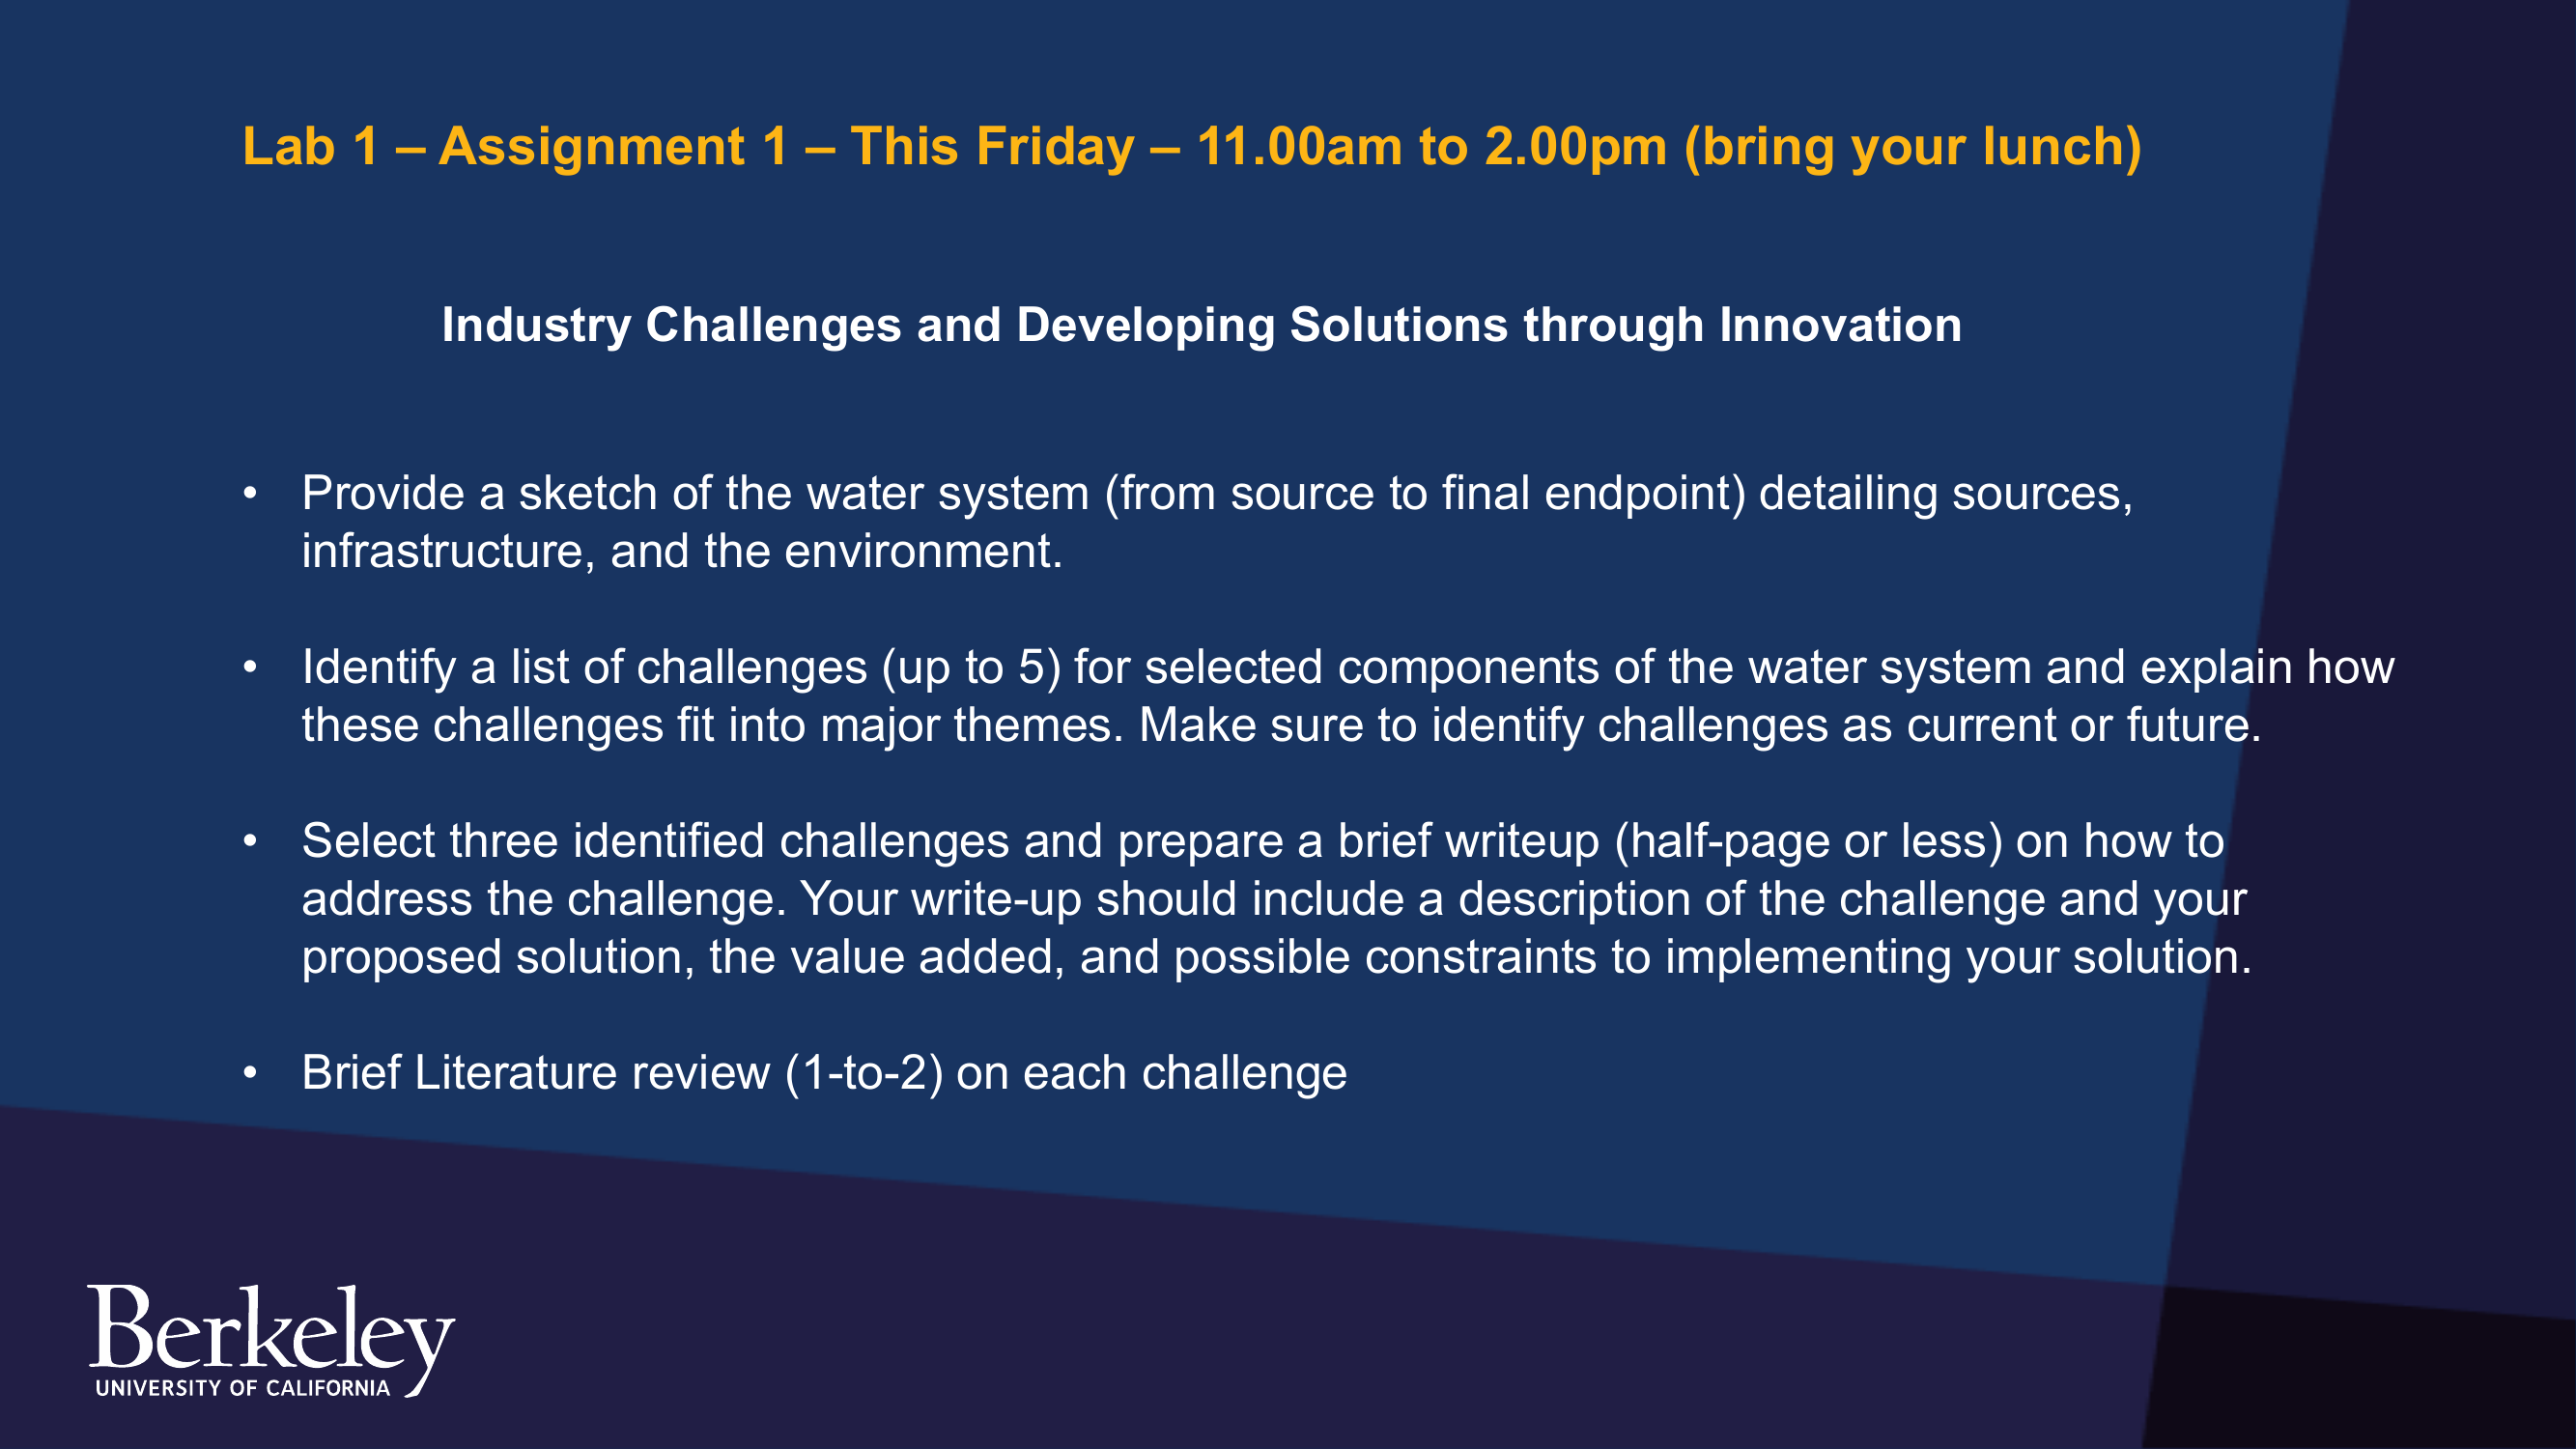 Lab 1 – Assignment 1 – This Friday – 11.00am to 2.00pm (bring your lunch)
Industry Challenges and Developing Solutions through Innovation
• Provide a sketch of the water system (from source to final endpoint) detailing sources,
infrastructure, and the environment.
• Identify a list of challenges (up to 5) for selected components of the water system and explain how
these challenges fit into major themes. Make sure to identify challenges as current or future.
• Select three identified challenges and prepare a brief writeup (half-page or less) on how to
address the challenge. Your write-up should include a description of the challenge and your
proposed solution, the value added, and possible constraints to implementing your solution.
• Brief Literature review (1-to-2) on each challenge
Berkeley
UNIVERSITY OF CALIFORNIA